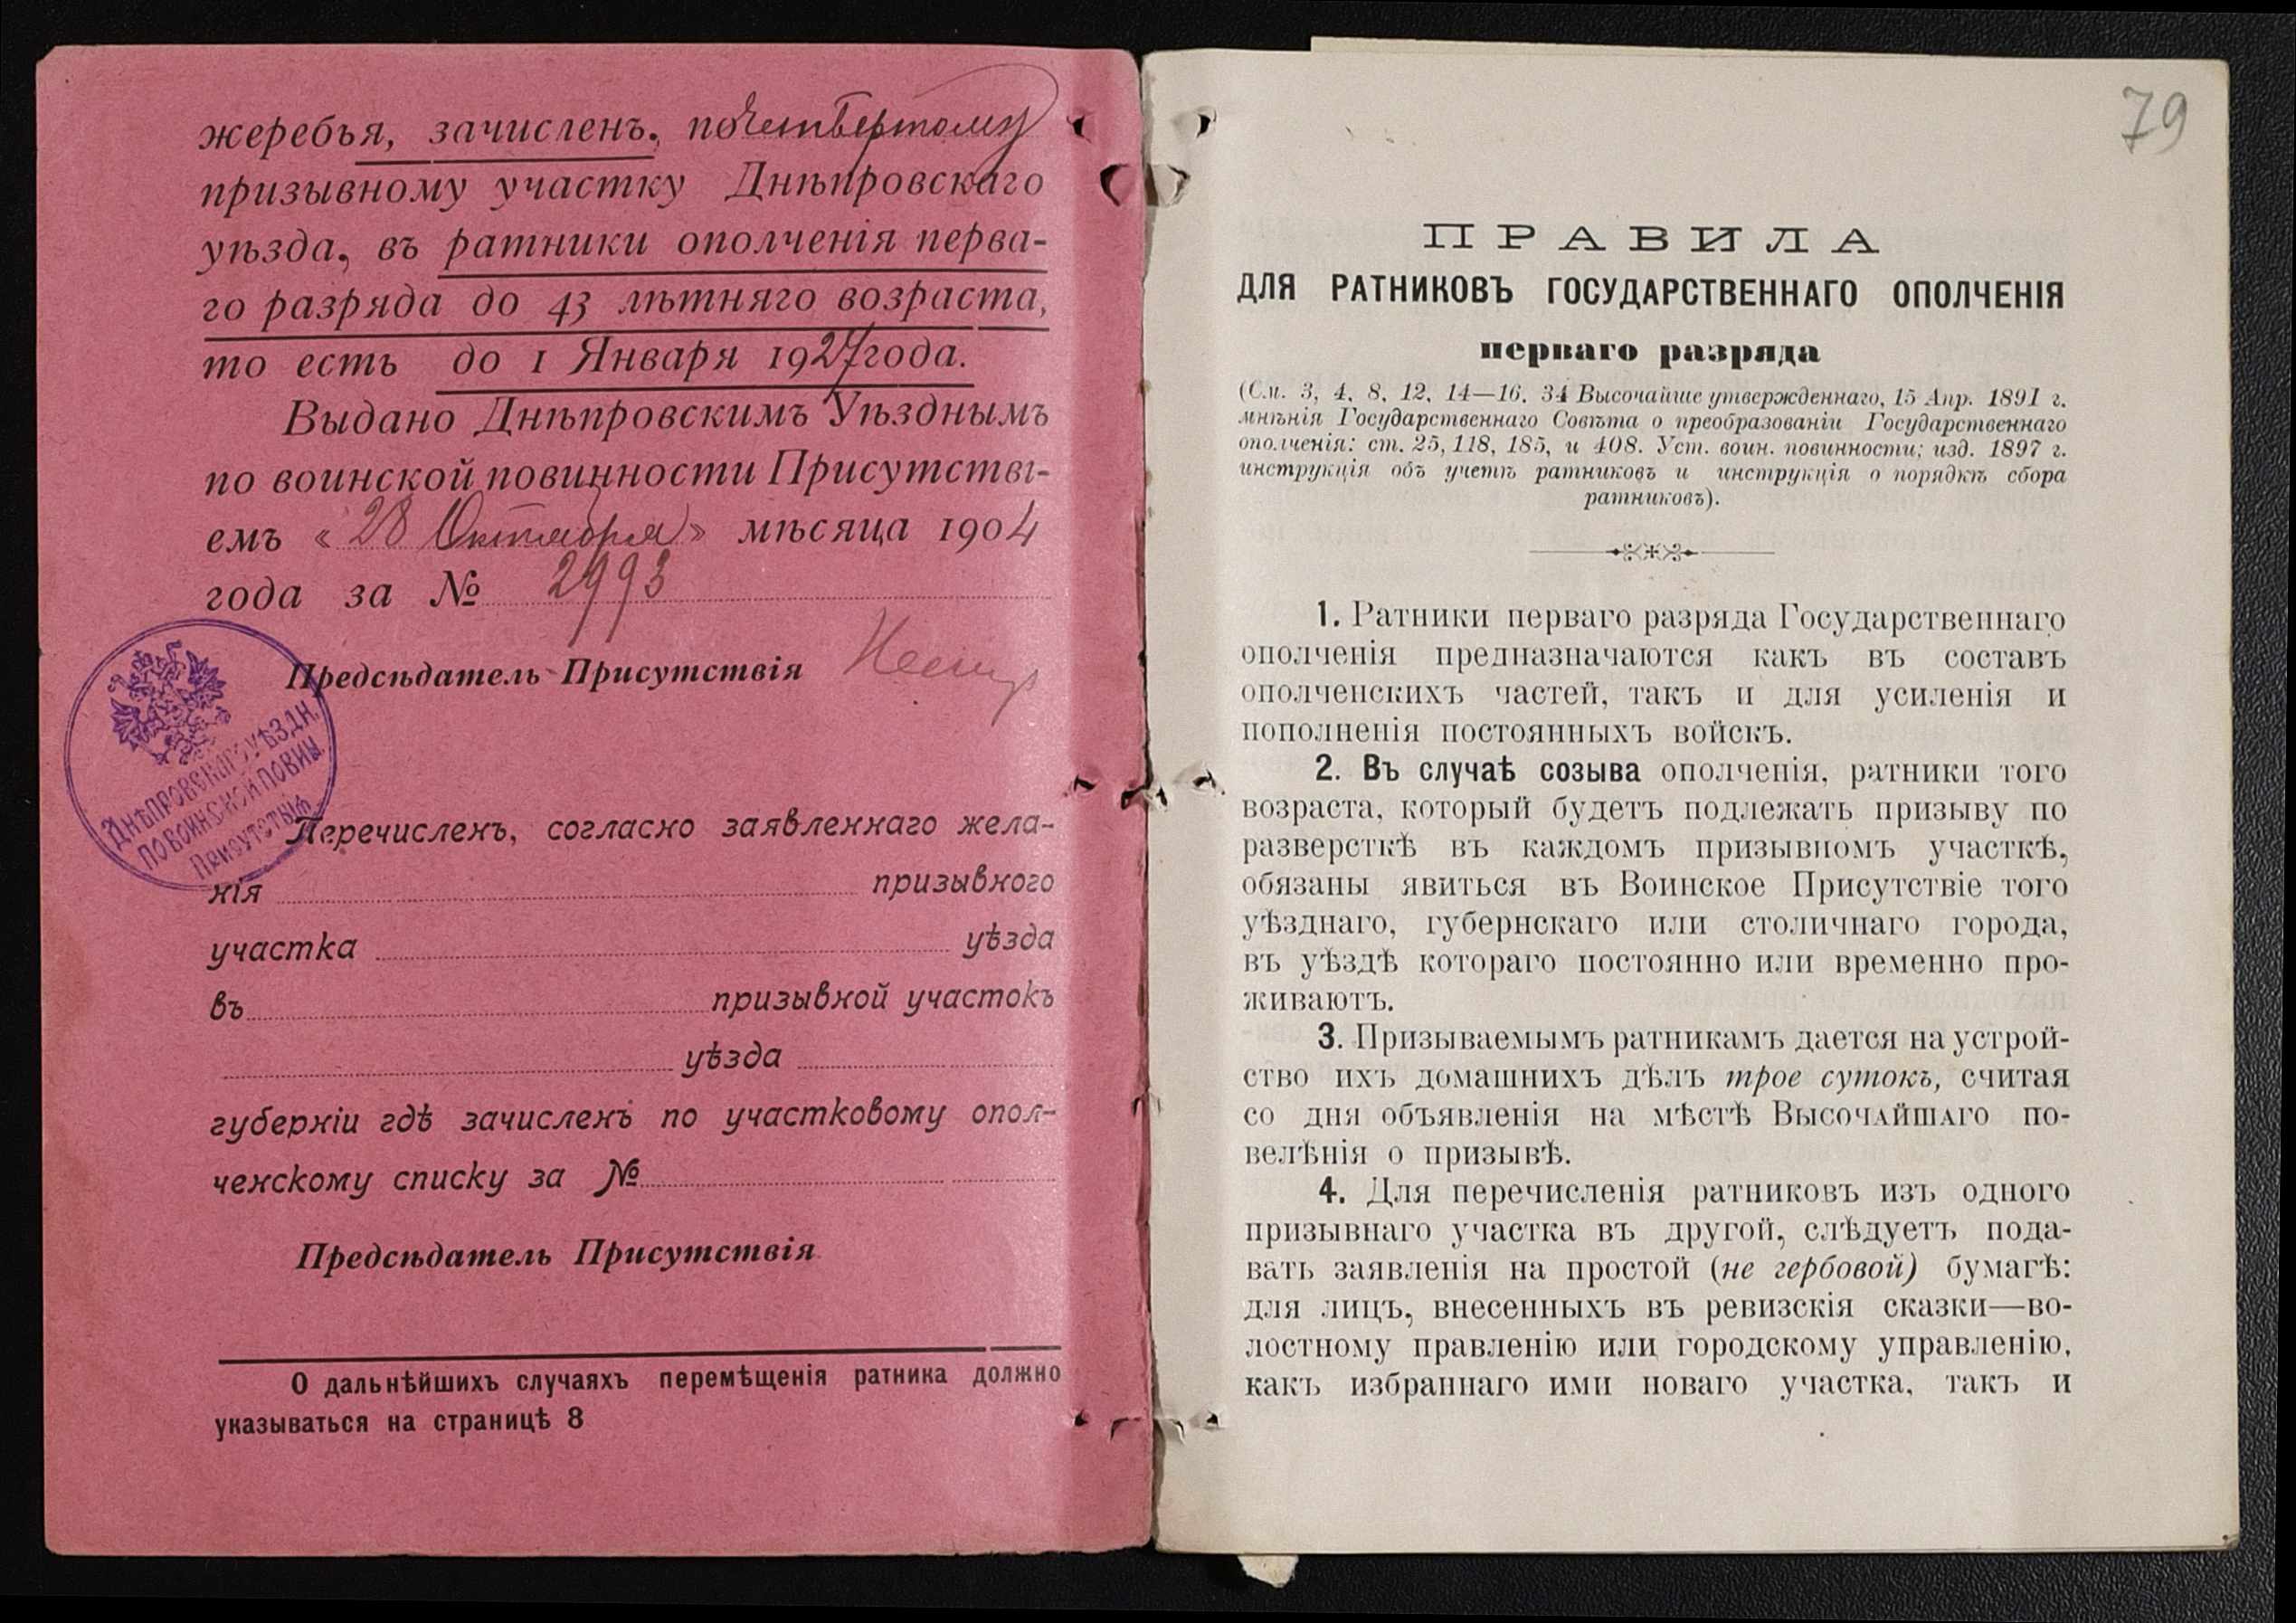 жеребья, зачисленъ, по четвертому
призывному участку Днѣпровскаго
уѣзда, въ ратники ополченія перва-
го разряда до 43 лѣтняго возраста,
то есть до 1 Января 1927 года.
Выдано Днѣпровскимъ Уѣзднымъ
по воинской повинности Присутстві-
емъ «28 Октября» мѣсяца 1904
года за № 2993
Предсѣдатель Присутствія
ДНѢПРОВСКАГО УѢЗДН.
ПО ВОИНСКОЙ ПОВИН.
ПРИСУТСТВІЯ
Перечисленъ, согласно заявленнаго жела-
нія призывного
участка уѣзда
въ призывной участокъ
уѣзда
губерніи гдѣ зачисленъ по участковому опол-
ченскому списку за №
Предсѣдатель Присутствія
О дальнѣйшихъ случаяхъ перемѣщенія ратника должно
указываться на страницѣ 8
79
ПРАВИЛА
ДЛЯ РАТНИКОВЪ ГОСУДАРСТВЕННАГО ОПОЛЧЕНІЯ
перваго разряда
(См. 3, 4, 8, 12, 14—16, 34 Высочайше утвержденнаго, 15 Апр. 1891 г.
мнѣнія Государственнаго Совѣта о преобразованіи Государственнаго
ополченія: ст. 25, 118, 185, и 408. Уст. воин. повинности; изд. 1897 г.
инструкція объ учетѣ ратниковъ и инструкція о порядкѣ сбора
ратниковъ).
1. Ратники перваго разряда Государственнаго
ополченія предназначаются какъ въ составъ
ополченскихъ частей, такъ и для усиленія и
пополненія постоянныхъ войскъ.
2. Въ случаѣ созыва ополченія, ратники того
возраста, который будетъ подлежать призыву по
разверсткѣ въ каждомъ призывномъ участкѣ,
обязаны явиться въ Воинское Присутствіе того
уѣзднаго, губернскаго или столичнаго города,
въ уѣздѣ котораго постоянно или временно про-
живаютъ.
3. Призываемымъ ратникамъ дается на устрой-
ство ихъ домашнихъ дѣлъ трое сутокъ, считая
со дня объявленія на мѣстѣ ВЫСОЧАЙШАГО по-
велѣнія о призывѣ.
4. Для перечисленія ратниковъ изъ одного
призывнаго участка въ другой, слѣдуетъ пода-
вать заявленія на простой (не гербовой) бумагѣ:
для лицъ, внесенныхъ въ ревизскія сказки—во-
лостному правленію или городскому управленію,
какъ избраннаго ими новаго участка, такъ и